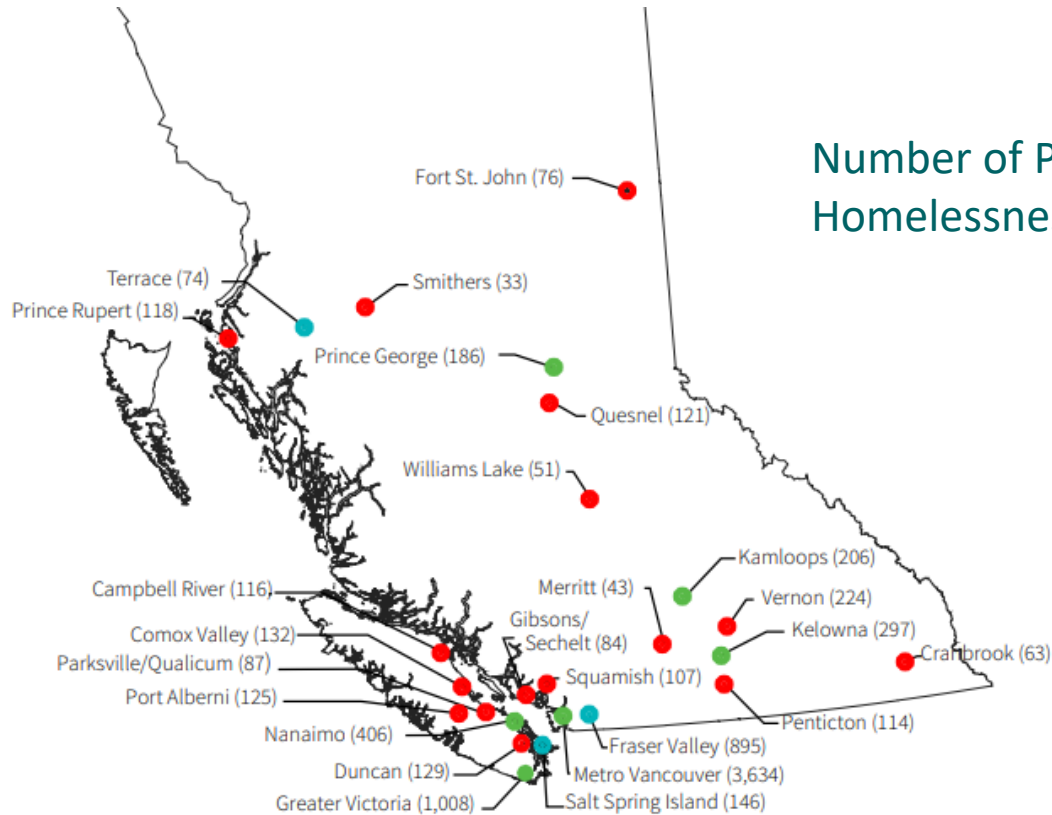 Number of P
Homelessne
Fort St. John (76)
Terrace (74)
Smithers (33)
Prince Rupert (118)
Prince George (186)
Quesnel (121)
Williams Lake (51)
Kamloops (206)
Campbell River (116)
Merritt (43)
Vernon (224)
Gibsons/
Sechelt (84)
Comox Valley (132)
Kelowna (297)
Parksville/Qualicum (87)
Squamish (107)
Cranbrook (63)
Port Alberni (125)
Penticton (114)
Nanaimo (406)
Fraser Valley (895)
Duncan (129)
Metro Vancouver (3,634)
Greater Victoria (1,008)
Salt Spring Island (146)